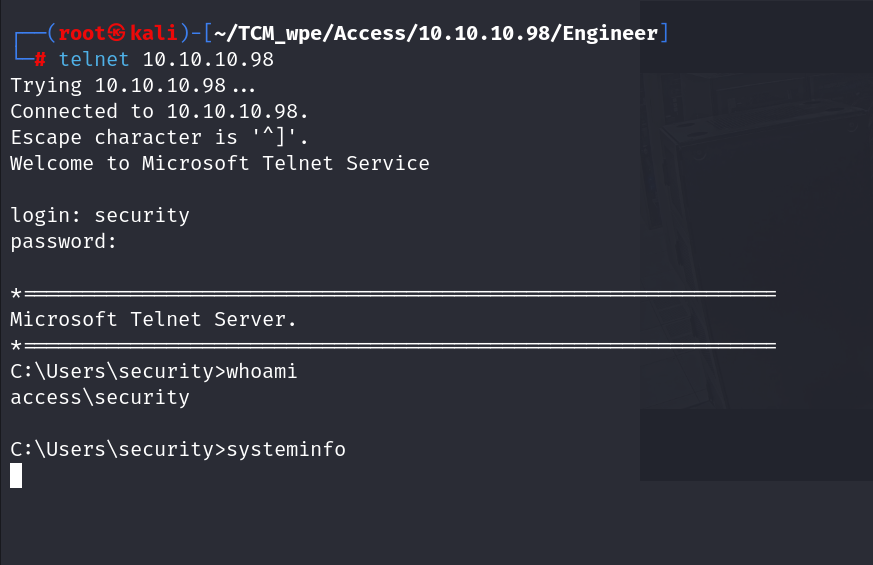 ┌──(root㉿kali)-[~/TCM_wpe/Access/10.10.10.98/Engineer]
└─# telnet 10.10.10.98
Trying 10.10.10.98...
Connected to 10.10.10.98.
Escape character is '^]'.
Welcome to Microsoft Telnet Service
login: security
password:
*===============================================================
Microsoft Telnet Server.
*===============================================================
C:\Users\security>whoami
access\security
C:\Users\security>systeminfo